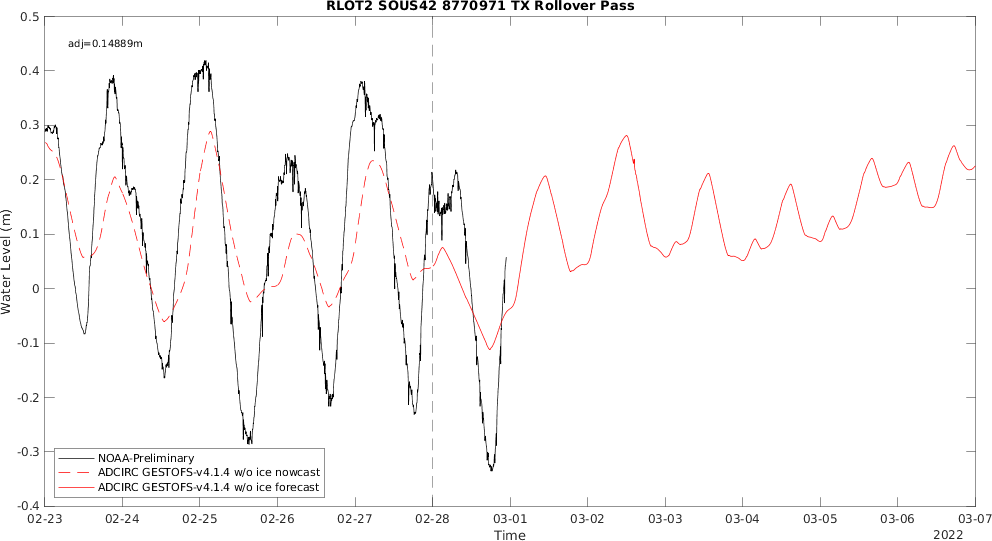 RLOT2 SOUS42 8770971 TX Rollover Pass
adj=0.14889m
0.5
0.4
0.3
0.2
0.1
0
-0.1
-0.2
-0.3
-0.4
Water Level (m)
NOAA-Preliminary
ADCIRC GESTOFS-v4.1.4 w/o ice nowcast
ADCIRC GESTOFS-v4.1.4 w/o ice forecast
02-23 02-24 02-25 02-26 02-27 02-28 03-01 03-02 03-03 03-04 03-05 03-06 03-07
Time
2022